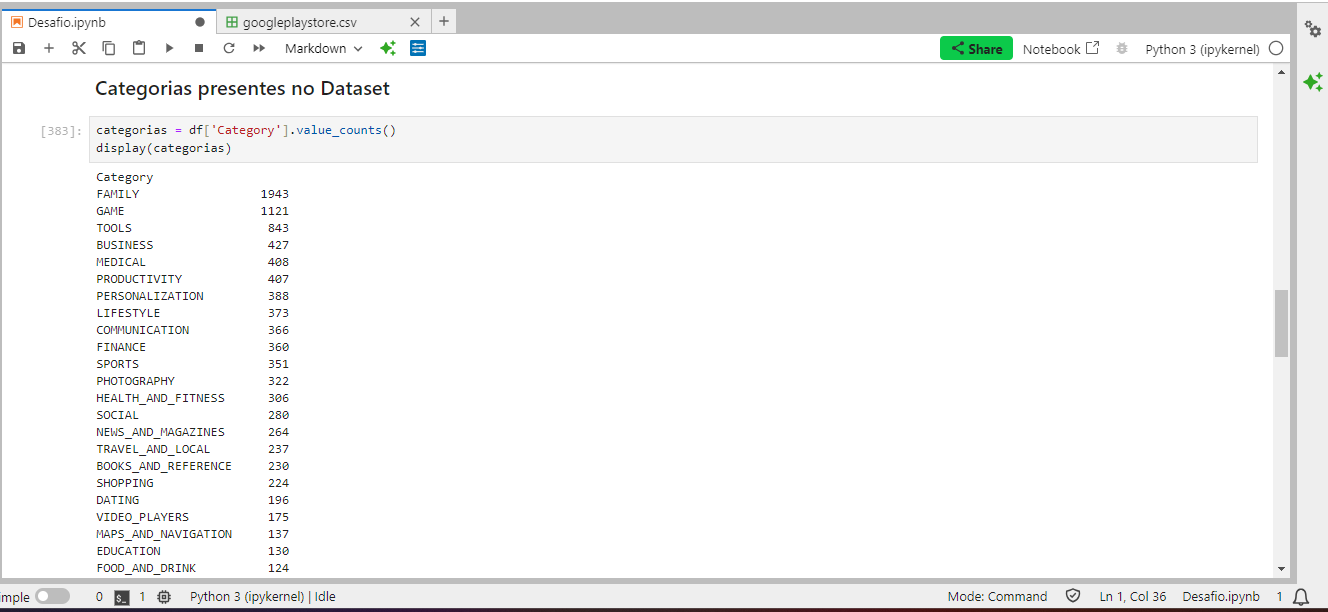 Desafio.ipynb
googleplaystore.csv
Markdown
Share
Notebook
Python 3 (ipykernel)
Categorias presentes no Dataset
[383]:
categorias = df['Category'].value_counts()
display(categorias)
Category
FAMILY 1943
GAME 1121
TOOLS 843
BUSINESS 427
MEDICAL 408
PRODUCTIVITY 407
PERSONALIZATION 388
LIFESTYLE 373
COMMUNICATION 366
FINANCE 360
SPORTS 351
PHOTOGRAPHY 322
HEALTH_AND_FITNESS 306
SOCIAL 280
NEWS_AND_MAGAZINES 264
TRAVEL_AND_LOCAL 237
BOOKS_AND_REFERENCE 230
SHOPPING 224
DATING 196
VIDEO_PLAYERS 175
MAPS_AND_NAVIGATION 137
EDUCATION 130
FOOD_AND_DRINK 124
imple 0 $_ 1 Python 3 (ipykernel) | Idle Mode: Command Ln 1, Col 36 Desafio.ipynb 1